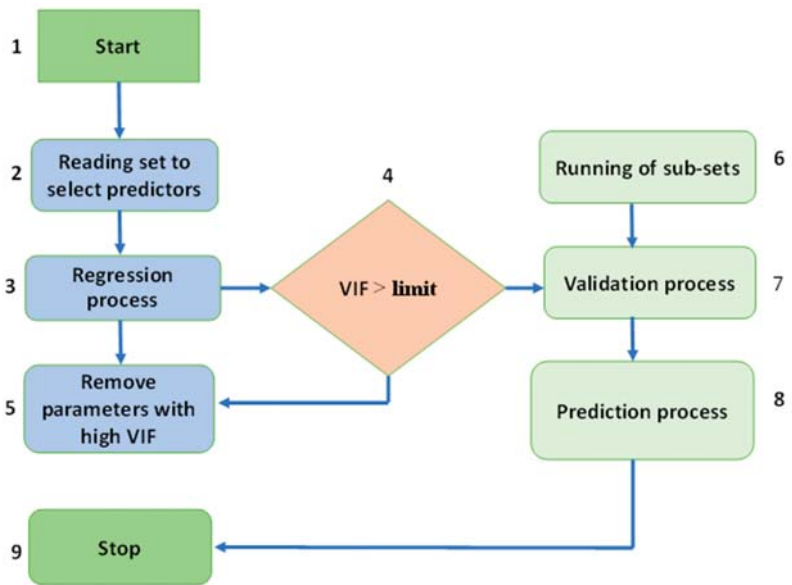 1
Start
2
Reading set to
select predictors
3
Regression
process
4
VIF > limit
5
Remove
parameters with
high VIF
6
Running of sub-sets
7
Validation process
8
Prediction process
9
Stop